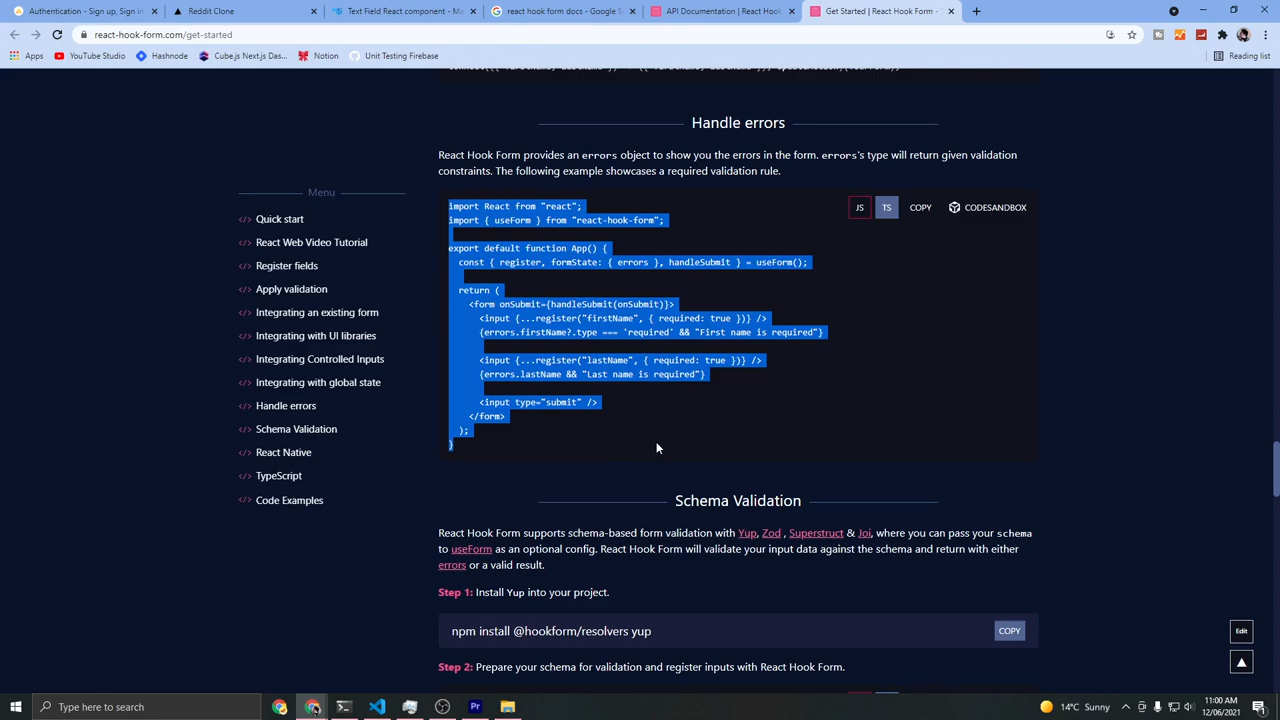 Authentication - Sign up, Sign in
Reddit Clone
Text Field React component - Ma
react hook form docs - Google S
API Documentation | React Hook
Get Started | React Hook Form -
react-hook-form.com/get-started
Apps
YouTube Studio
Hashnode
Cube.js Next.js Das...
Notion
Unit Testing Firebase
Reading list
Handle errors
React Hook Form provides an errors object to show you the errors in the form. errors's type will return given validation
constraints. The following example showcases a required validation rule.
Menu
</> Quick start
</> React Web Video Tutorial
</> Register fields
</> Apply validation
</> Integrating an existing form
</> Integrating with UI libraries
</> Integrating Controlled Inputs
</> Integrating with global state
</> Handle errors
</> Schema Validation
</> React Native
</> TypeScript
</> Code Examples
JS
TS
COPY
CODESANDBOX
import React from "react";
import { useForm } from "react-hook-form";
export default function App() {
const { register, formState: { errors }, handleSubmit } = useForm();
return (
<form onSubmit={handleSubmit(onSubmit)}>
<input {...register("firstName", { required: true })} />
{errors.firstName?.type === 'required' && "First name is required"}
<input {...register("lastName", { required: true })} />
{errors.lastName && "Last name is required"}
<input type="submit" />
</form>
);
}
Schema Validation
React Hook Form supports schema-based form validation with Yup, Zod , Superstruct & Joi, where you can pass your schema
to useForm as an optional config. React Hook Form will validate your input data against the schema and return with either
errors or a valid result.
Step 1: Install Yup into your project.
npm install @hookform/resolvers yup
COPY
Step 2: Prepare your schema for validation and register inputs with React Hook Form.
Edit
▲
Type here to search
Pr
14°C Sunny
11:00 AM
12/06/2021
1